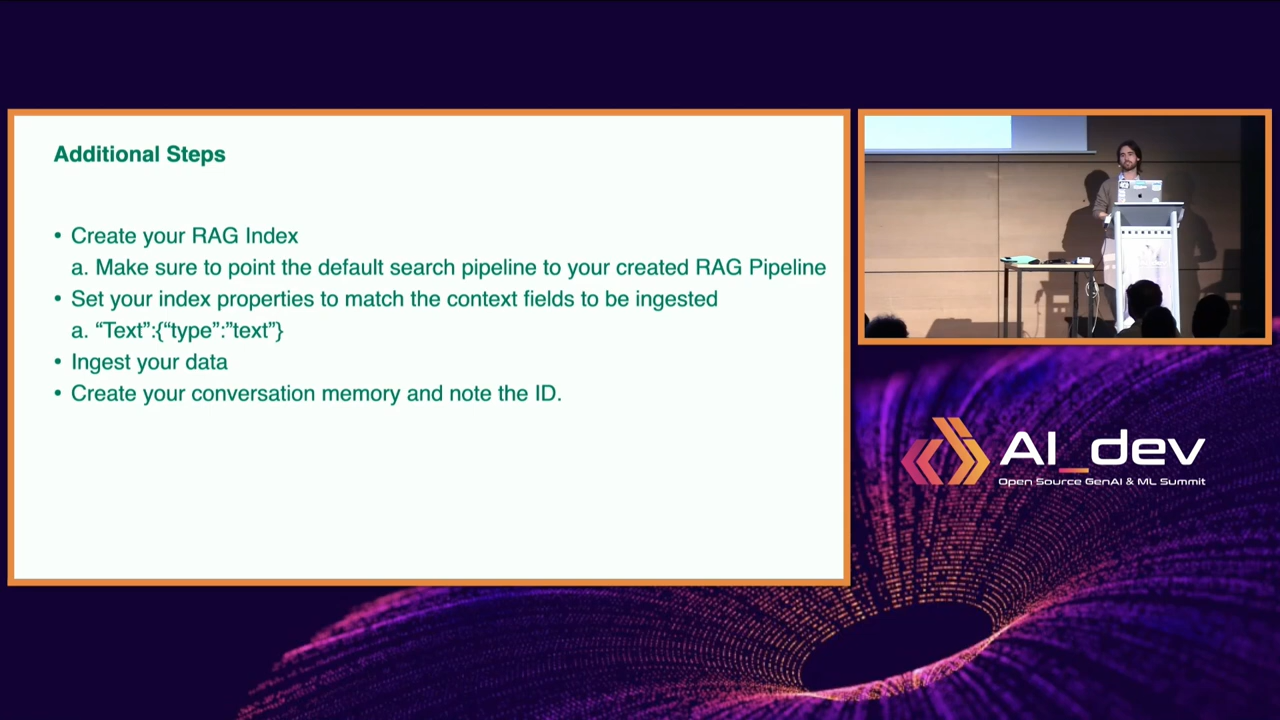 Additional Steps
• Create your RAG Index
a. Make sure to point the default search pipeline to your created RAG Pipeline
• Set your index properties to match the context fields to be ingested
a. “Text”:{“type”:”text”}
• Ingest your data
• Create your conversation memory and note the ID.
AI_dev
Open Source GenAI & ML Summit